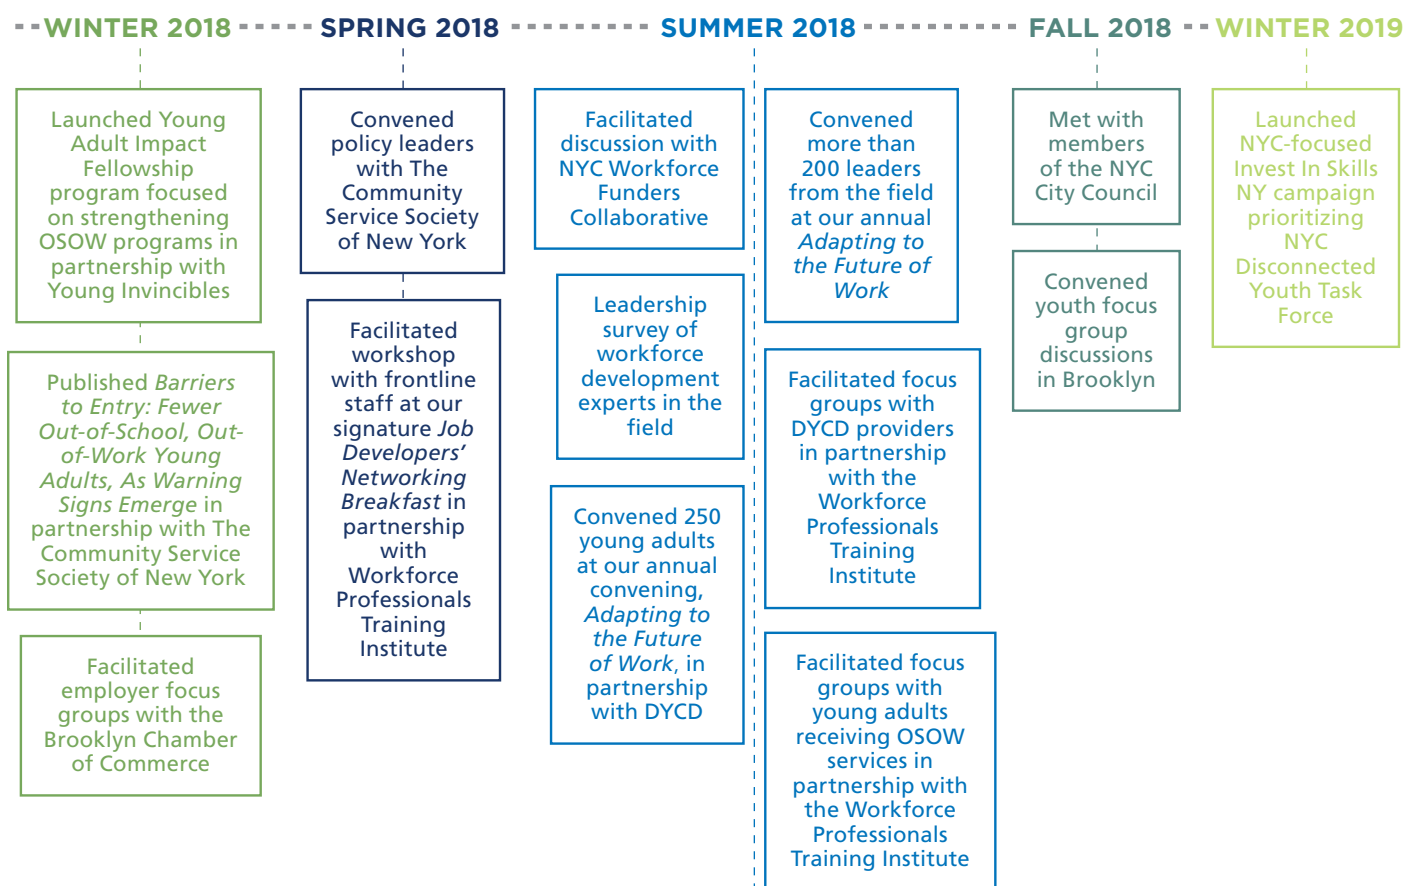 WINTER 2018
SPRING 2018
SUMMER 2018
FALL 2018
WINTER 2019
Launched Young
Adult Impact
Fellowship
program focused
on strengthening
OSOW programs in
partnership with
Young Invincibles
Published Barriers
to Entry: Fewer
Out-of-School, Out-
of-Work Young
Adults, As Warning
Signs Emerge in
partnership with The
Community Service
Society of New York
Facilitated
employer focus
groups with the
Brooklyn Chamber
of Commerce
Convened
policy leaders
with The
Community
Service Society
of New York
Facilitated
workshop
with frontline
staff at our
signature Job
Developers’
Networking
Breakfast in
partnership
with
Workforce
Professionals
Training
Institute
Facilitated
discussion with
NYC Workforce
Funders
Collaborative
Leadership
survey of
workforce
development
experts in the
field
Convened 250
young adults
at our annual
convening,
Adapting to
the Future
of Work, in
partnership
with DYCD
Convened
more than
200 leaders
from the field
at our annual
Adapting to
the Future of
Work
Facilitated focus
groups with
DYCD providers
in partnership
with the
Workforce
Professionals
Training
Institute
Facilitated focus
groups with
young adults
receiving OSOW
services in
partnership with
the Workforce
Professionals
Training Institute
Met with
members
of the NYC
City Council
Convened
youth focus
group
discussions
in Brooklyn
Launched
NYC-focused
Invest In Skills
NY campaign
prioritizing
NYC
Disconnected
Youth Task
Force